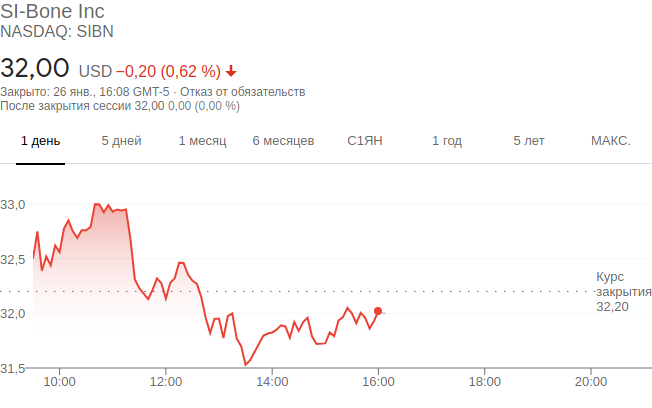 SI-Bone Inc
NASDAQ: SIBN
32,00 USD −0,20 (0,62 %)
Закрыто: 26 янв., 16:08 GMT-5 · Отказ от обязательств
После закрытия сессии 32,00 0,00 (0,00 %)
1 день 5 дней 1 месяц 6 месяцев С1ЯН 1 год 5 лет МАКС.
33,0
32,5
Курс
закрытия
32,20
32,0
31,5
10:00 12:00 14:00 16:00 18:00 20:00